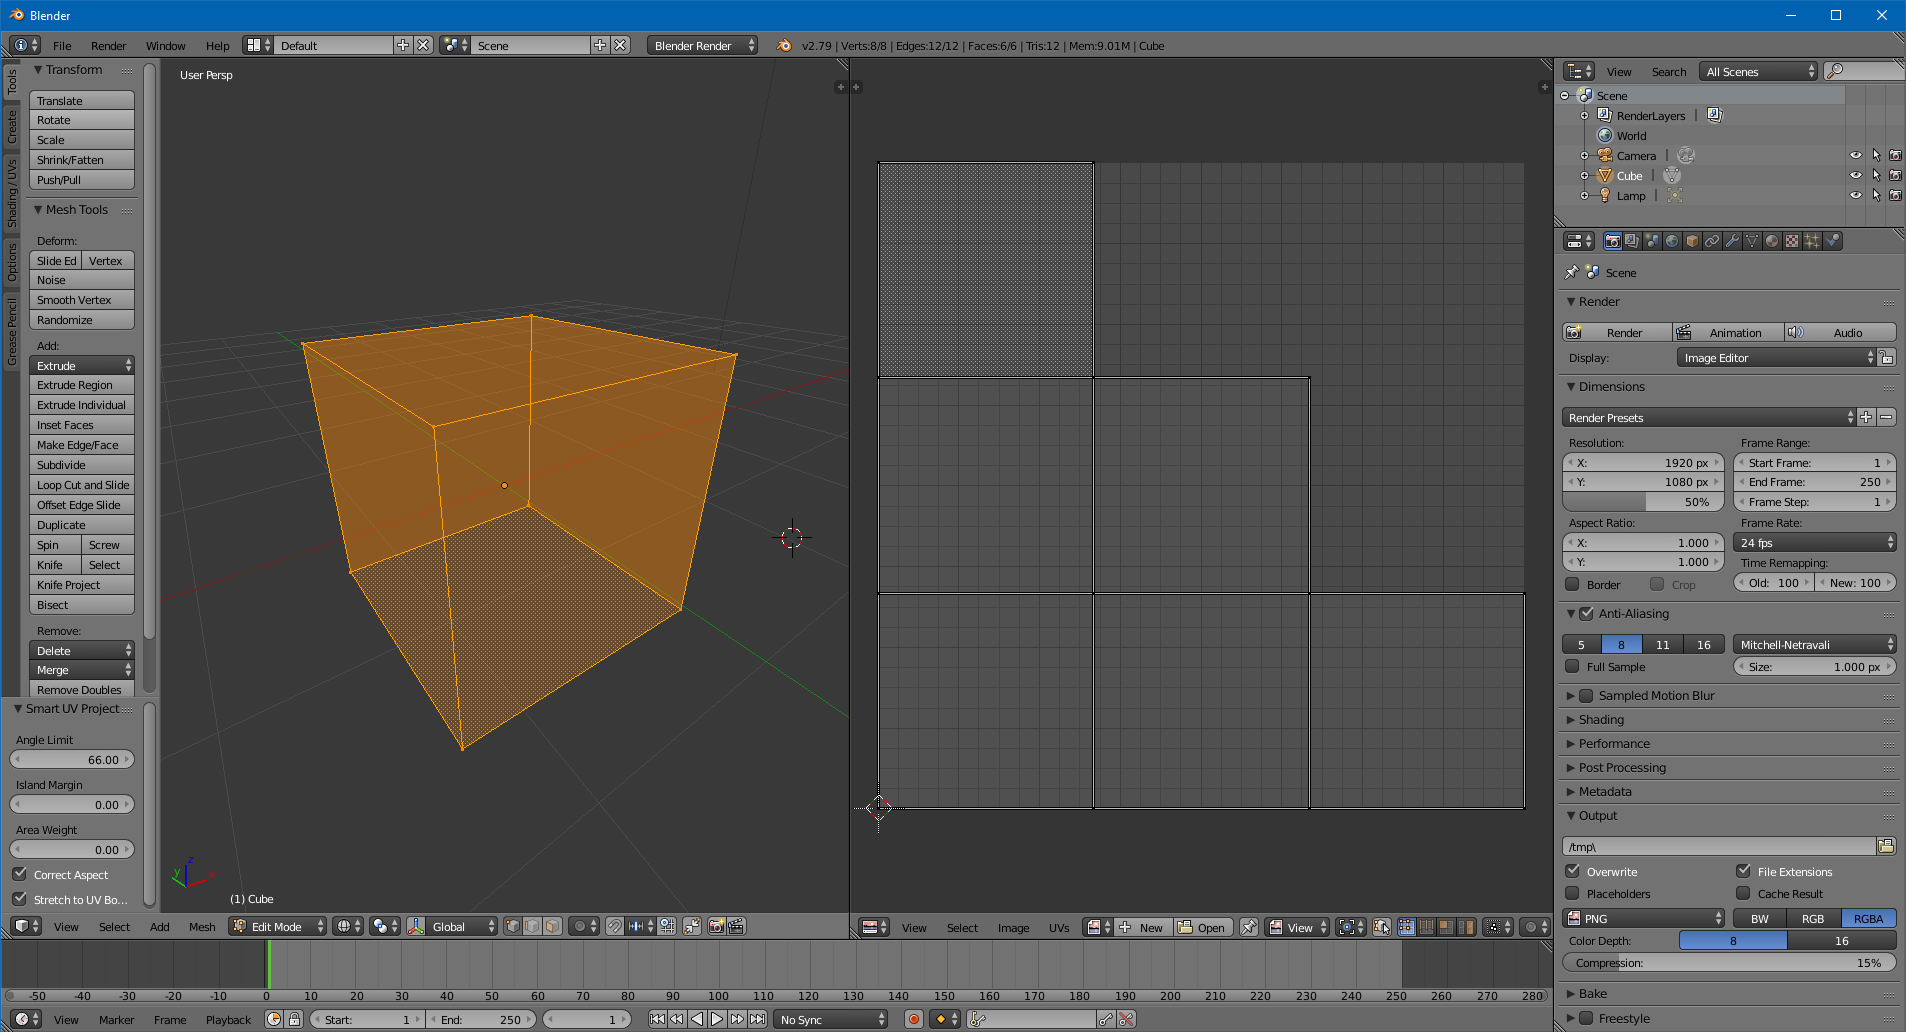 Blender
File Render Window Help Default Scene Blender Render v2.79 | Verts:8/8 | Edges:12/12 | Faces:6/6 | Tris:12 | Mem:9.01M | Cube
Tools
Create
Shading / UVs
Options
Grease Pencil
Transform
Translate
Rotate
Scale
Shrink/Fatten
Push/Pull
Mesh Tools
Deform:
Slide Ed Vertex
Noise
Smooth Vertex
Randomize
Add:
Extrude
Extrude Region
Extrude Individual
Inset Faces
Make Edge/Face
Subdivide
Loop Cut and Slide
Offset Edge Slide
Duplicate
Spin Screw
Knife Select
Knife Project
Bisect
Remove:
Delete
Merge
Remove Doubles
Smart UV Project
Angle Limit
66.00
Island Margin
0.00
Area Weight
0.00
Correct Aspect
Stretch to UV Bo...
User Persp
z
y
x
(1) Cube
View Select Add Mesh Edit Mode Global
View Select Image UVs New Open View
-50 -40 -30 -20 -10 0 10 20 30 40 50 60 70 80 90 100 110 120 130 140 150 160 170 180 190 200 210 220 230 240 250 260 270 280
View Marker Frame Playback Start: 1 End: 250 1 No Sync
View Search All Scenes
Scene
RenderLayers |
World
Camera |
Cube |
Lamp |
Scene
Render
Render Animation Audio
Display: Image Editor
Dimensions
Render Presets
Resolution: Frame Range:
X: 1920 px Start Frame: 1
Y: 1080 px End Frame: 250
50% Frame Step: 1
Aspect Ratio: Frame Rate:
X: 1.000 24 fps
Y: 1.000 Time Remapping:
Border Crop Old: 100 New: 100
Anti-Aliasing
5 8 11 16 Mitchell-Netravali
Full Sample Size: 1.000 px
Sampled Motion Blur
Shading
Performance
Post Processing
Metadata
Output
/tmp\
Overwrite File Extensions
Placeholders Cache Result
PNG BW RGB RGBA
Color Depth: 8 16
Compression: 15%
Bake
Freestyle